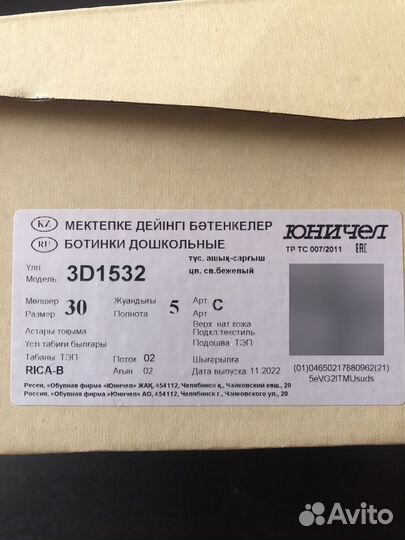 KZ МЕКТЕПКЕ ДЕЙІНГІ БӘТЕНКЕЛЕР
RU БОТИНКИ ДОШКОЛЬНЫЕ
ЮНИЧЕЛ
ТР ТС 007/2011 EAC
Үлгі
Модель 3D1532
түс. ашық-сарғыш
цв. св.бежевый
Мөлшер
Размер 30
Жуандығы
Полнота 5
Арт
Арт С
Верх нат кожа
Астары тоқыма
Подкл.текстиль
Үсті табиғи былғары
Подошва ТЭП
Табаны ТЭП
Поток 02
Шығарылға
RICA-B
Ағын 02
Дата выпуска 11.2022
(01)04650217880962(21)
5eVG2ITMUsuds
Ресей, «Обувная фирма «Юничел» ЖАҚ, 454112, Челябинск қ., Чайковский көш., 20
Россия, «Обувная фирма «Юничел» АО, 454112, Челябинск г., Чайковского ул., 20
Avito